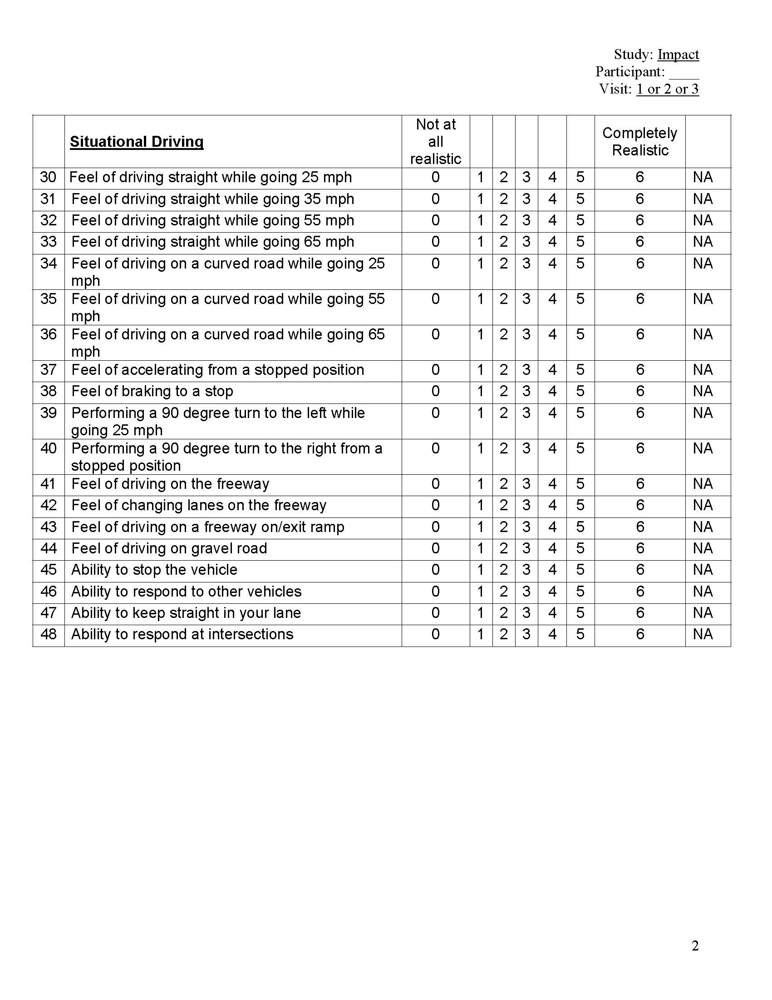 Study: Impact
Participant: ____
Visit: 1 or 2 or 3
Situational Driving Not at all realistic Completely Realistic
30 Feel of driving straight while going 25 mph 0 1 2 3 4 5 6 NA
31 Feel of driving straight while going 35 mph 0 1 2 3 4 5 6 NA
32 Feel of driving straight while going 55 mph 0 1 2 3 4 5 6 NA
33 Feel of driving straight while going 65 mph 0 1 2 3 4 5 6 NA
34 Feel of driving on a curved road while going 25 0 1 2 3 4 5 6 NA
mph
35 Feel of driving on a curved road while going 55 0 1 2 3 4 5 6 NA
mph
36 Feel of driving on a curved road while going 65 0 1 2 3 4 5 6 NA
mph
37 Feel of accelerating from a stopped position 0 1 2 3 4 5 6 NA
38 Feel of braking to a stop 0 1 2 3 4 5 6 NA
39 Performing a 90 degree turn to the left while 0 1 2 3 4 5 6 NA
going 25 mph
40 Performing a 90 degree turn to the right from a 0 1 2 3 4 5 6 NA
stopped position
41 Feel of driving on the freeway 0 1 2 3 4 5 6 NA
42 Feel of changing lanes on the freeway 0 1 2 3 4 5 6 NA
43 Feel of driving on a freeway on/exit ramp 0 1 2 3 4 5 6 NA
44 Feel of driving on gravel road 0 1 2 3 4 5 6 NA
45 Ability to stop the vehicle 0 1 2 3 4 5 6 NA
46 Ability to respond to other vehicles 0 1 2 3 4 5 6 NA
47 Ability to keep straight in your lane 0 1 2 3 4 5 6 NA
48 Ability to respond at intersections 0 1 2 3 4 5 6 NA
2